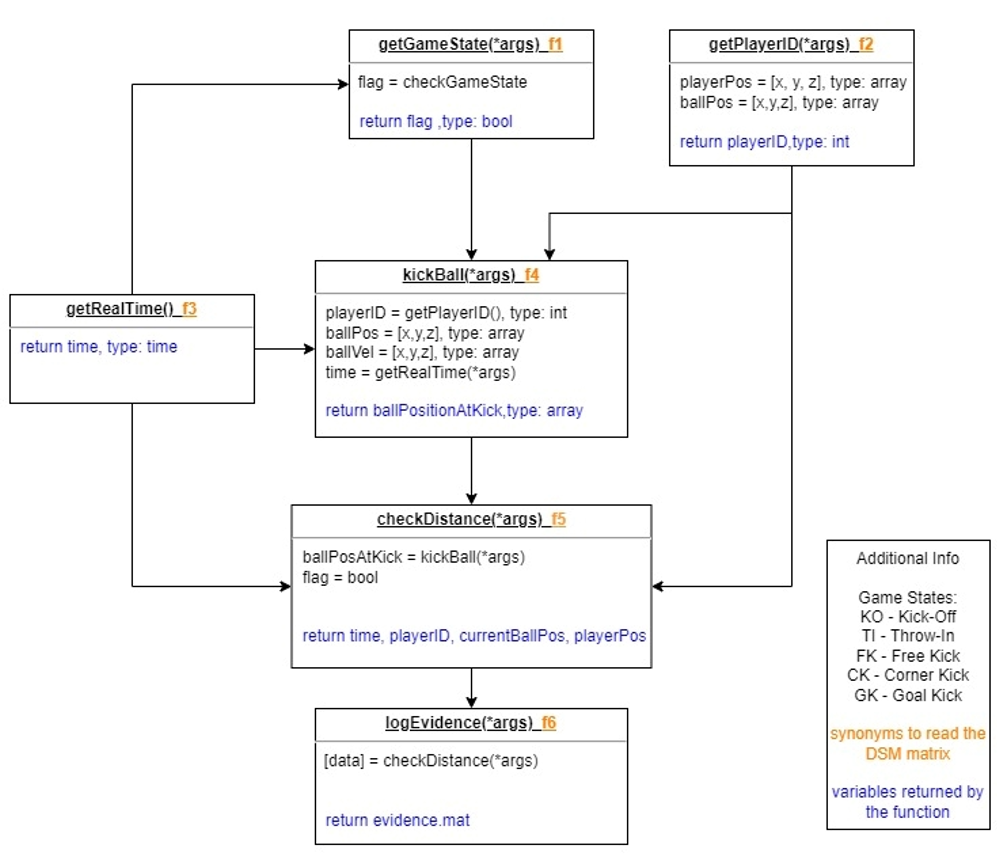 getGameState(*args)_f1
flag = checkGameState
return flag ,type: bool
getPlayerID(*args)_f2
playerPos = [x, y, z], type: array
ballPos = [x,y,z], type: array
return playerID,type: int
getRealTime()_f3
return time, type: time
kickBall(*args)_f4
playerID = getPlayerID(), type: int
ballPos = [x,y,z], type: array
ballVel = [x,y,z], type: array
time = getRealTime(*args)
return ballPositionAtKick,type: array
checkDistance(*args)_f5
ballPosAtKick = kickBall(*args)
flag = bool
return time, playerID, currentBallPos, playerPos
logEvidence(*args)_f6
[data] = checkDistance(*args)
return evidence.mat
Additional Info
Game States:
KO - Kick-Off
TI - Throw-In
FK - Free Kick
CK - Corner Kick
GK - Goal Kick
synonyms to read the
DSM matrix
variables returned by
the function